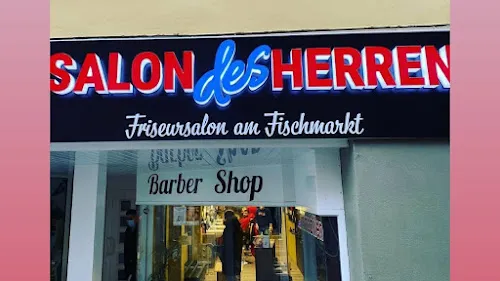 SALON des HERREN
Friseursalon am Fischmarkt
Barber Shop